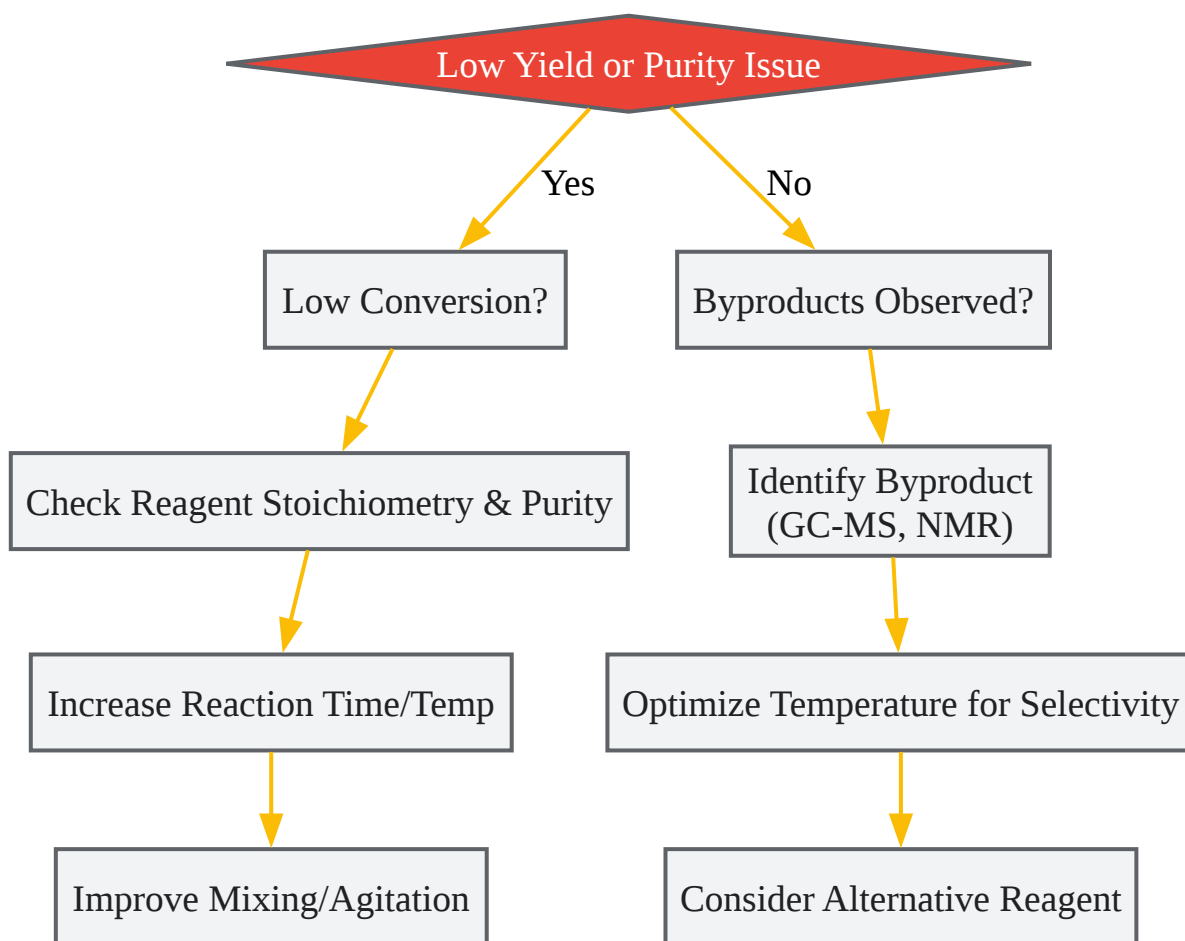 Low Yield or Purity Issue
Yes
No
Low Conversion?
Byproducts Observed?
Check Reagent Stoichiometry & Purity
Identify Byproduct
(GC-MS, NMR)
Increase Reaction Time/Temp
Optimize Temperature for Selectivity
Improve Mixing/Agitation
Consider Alternative Reagent